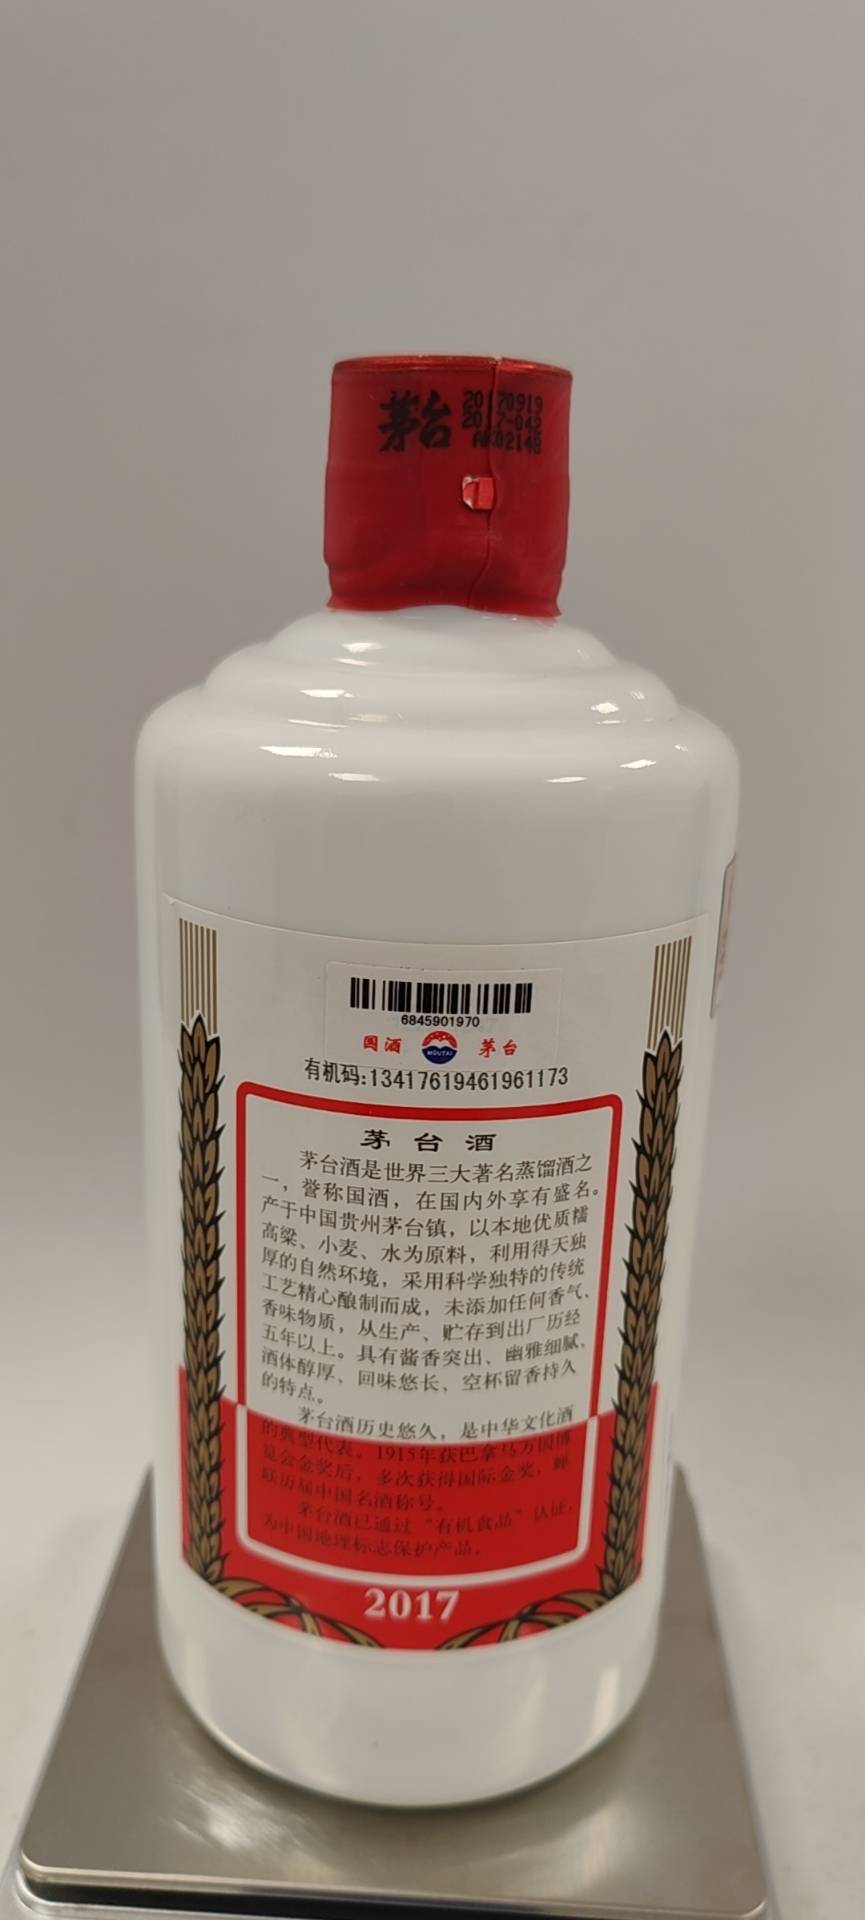 茅台
20170919
2017-042
02148
6845901970
国酒 MOUTAI 茅台
有机码:13417619461961173
茅台酒
茅台酒是世界三大著名蒸馏酒之
一，誉称国酒，在国内外享有盛名。
产于中国贵州茅台镇，以本地优质糯
高粱、小麦、水为原料，利用得天独
厚的自然环境，采用科学独特的传统
工艺精心酿制而成，未添加任何香气、
香味物质，从生产、贮存到出厂历经
五年以上。具有酱香突出、幽雅细腻、
酒体醇厚、回味悠长、空杯留香持久
的特点。
茅台酒历史悠久，是中华文化酒
的典型代表。1915年获巴拿马万国博
览会金奖后，多次获得国际金奖，蝉
联历届中国名酒称号。
茅台酒已通过“有机食品”认证，
为中国地理标志保护产品。
2017